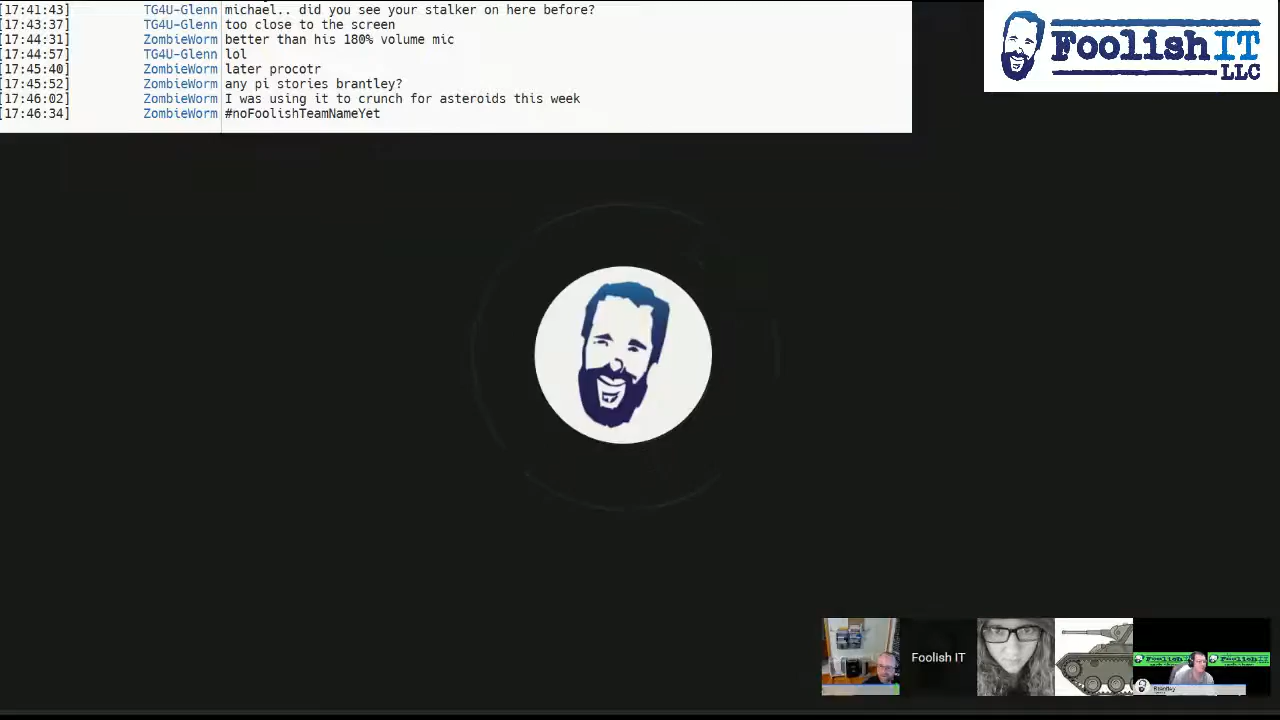 [17:41:43] TG4U-Glenn michael.. did you see your stalker on here before?
[17:43:37] TG4U-Glenn too close to the screen
[17:44:31] ZombieWorm better than his 180% volume mic
[17:44:57] TG4U-Glenn lol
[17:45:40] ZombieWorm later procotr
[17:45:52] ZombieWorm any pi stories brantley?
[17:46:02] ZombieWorm I was using it to crunch for asteroids this week
[17:46:34] ZombieWorm #noFoolishTeamNameYet
FoolishIT
LLC
Foolish IT
FoolishIT
FoolishIT
Brantley